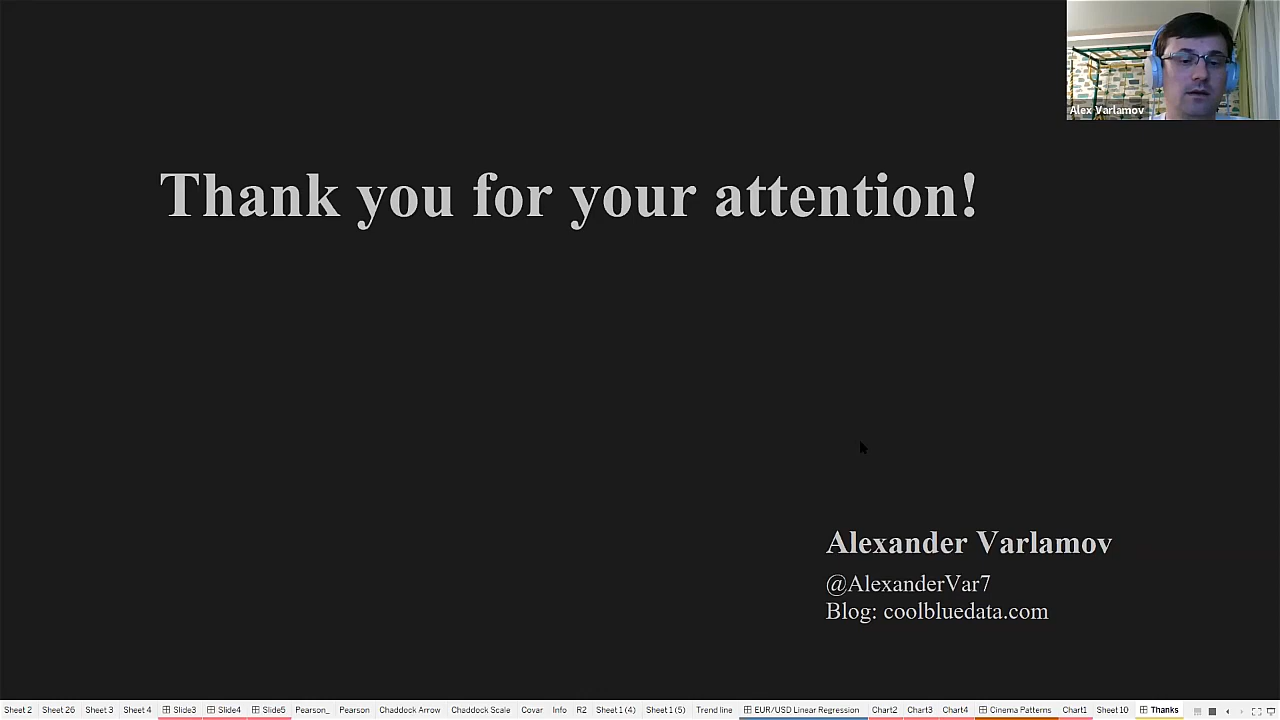 Alex Varlamov
Thank you for your attention!
Alexander Varlamov
@AlexanderVar7
Blog: coolbluedata.com
Sheet 2 Sheet 26 Sheet 3 Sheet 4 Slide3 Slide4 Slide5 Pearson_ Pearson Chaddock Arrow Chaddock Scale Covar Info R2 Sheet 1 (4) Sheet 1 (5) Trend line EUR/USD Linear Regression Chart2 Chart3 Chart4 Cinema Patterns Chart1 Sheet 10 Thanks